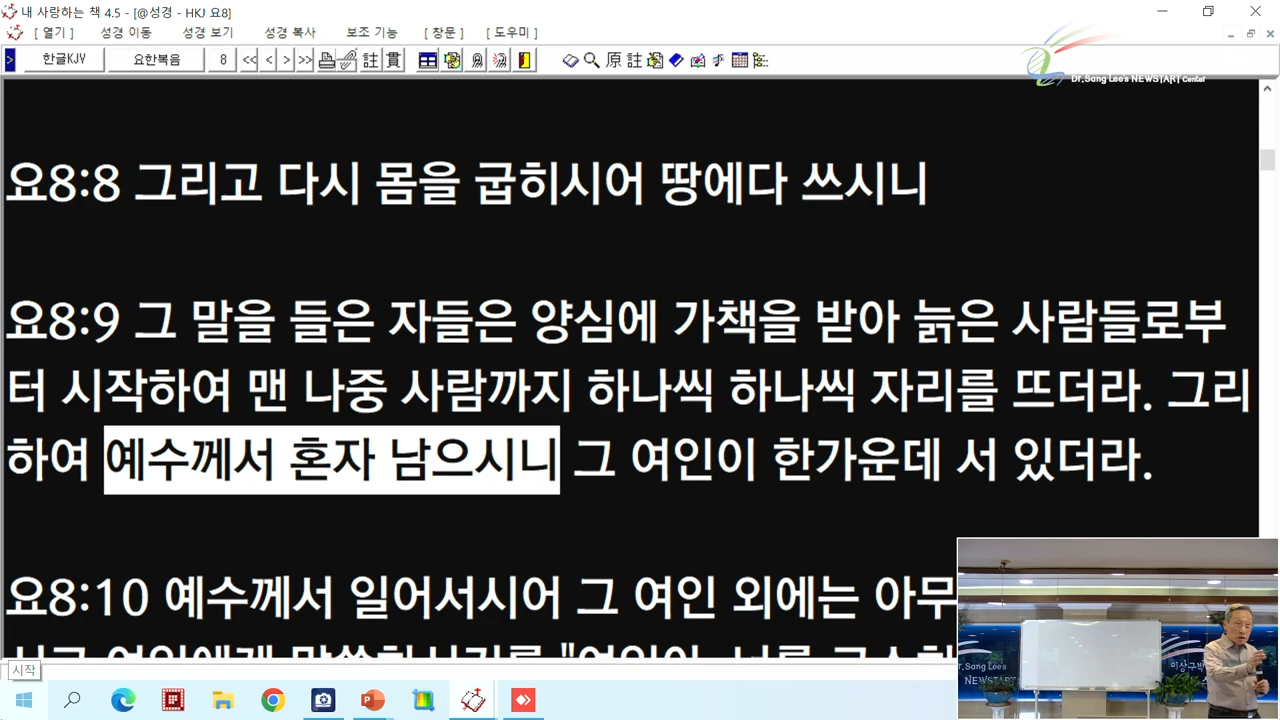 내 사랑하는 책 4.5 - [@성경 - HKJ 요8]
[ 열기 ] 성경 이동 성경 보기 성경 복사 보조 기능 [ 창문 ] [ 도우미 ]
> 한글KJV 요한복음 8 << < > >> 註 貫 原 註
Dr.Sang Lee's NEWSTART Center
요8:8 그리고 다시 몸을 굽히시어 땅에다 쓰시니
요8:9 그 말을 들은 자들은 양심에 가책을 받아 늙은 사람들로부
터 시작하여 맨 나중 사람까지 하나씩 하나씩 자리를 뜨더라. 그리
하여 예수께서 혼자 남으시니 그 여인이 한가운데 서 있더라.
요8:10 예수께서 일어서시어 그 여인 외에는 아무
시작
Dr.Sang Lee's
NEWSTART
이상구박